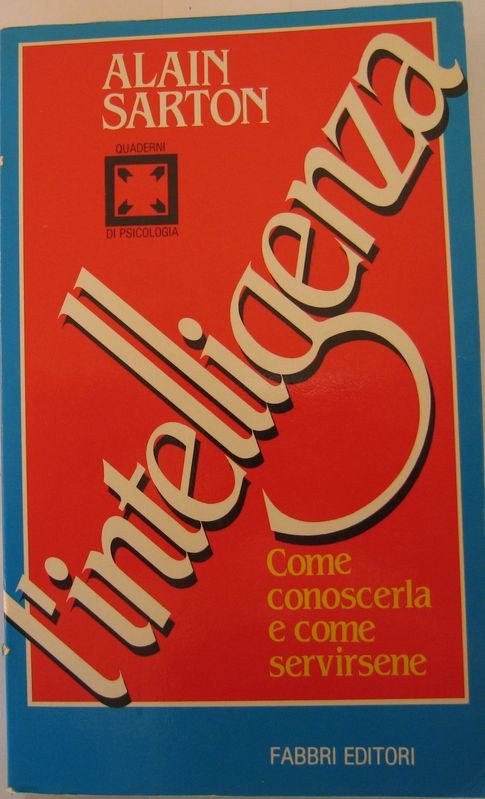 ALAIN
SARTON
QUADERNI
DI PSICOLOGIA
l'intelligenza
Come
conoscerla
e come
servirsene
FABBRI EDITORI